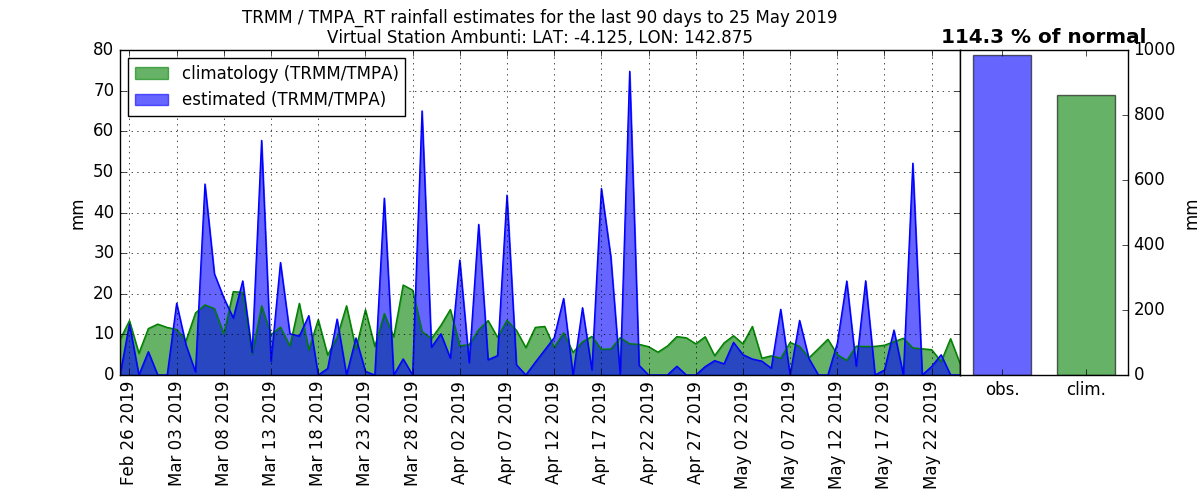 TRMM / TMPA_RT rainfall estimates for the last 90 days to 25 May 2019
Virtual Station Ambunti: LAT: -4.125, LON: 142.875
114.3 % of normal
climatology (TRMM/TMPA)
estimated (TRMM/TMPA)
80
70
60
50
40
30
20
10
0
mm
Feb 26 2019
Mar 03 2019
Mar 08 2019
Mar 13 2019
Mar 18 2019
Mar 23 2019
Mar 28 2019
Apr 02 2019
Apr 07 2019
Apr 12 2019
Apr 17 2019
Apr 22 2019
Apr 27 2019
May 02 2019
May 07 2019
May 12 2019
May 17 2019
May 22 2019
obs.
clim.
1000
800
600
400
200
0
mm